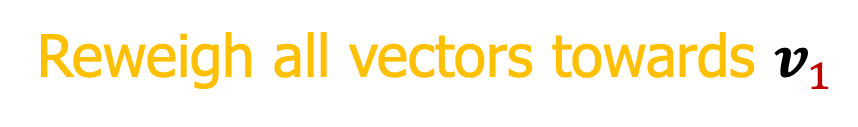 Reweigh all vectors towards 𝒗₁